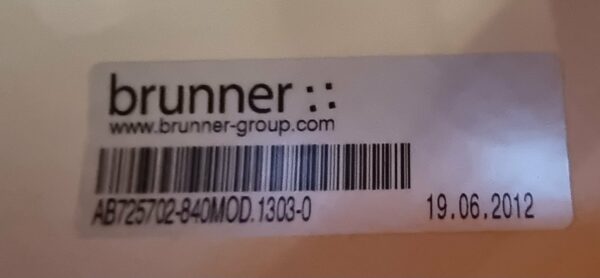 brunner ::
www.brunner-group.com
AB725702-840MOD.1303-0 19.06.2012